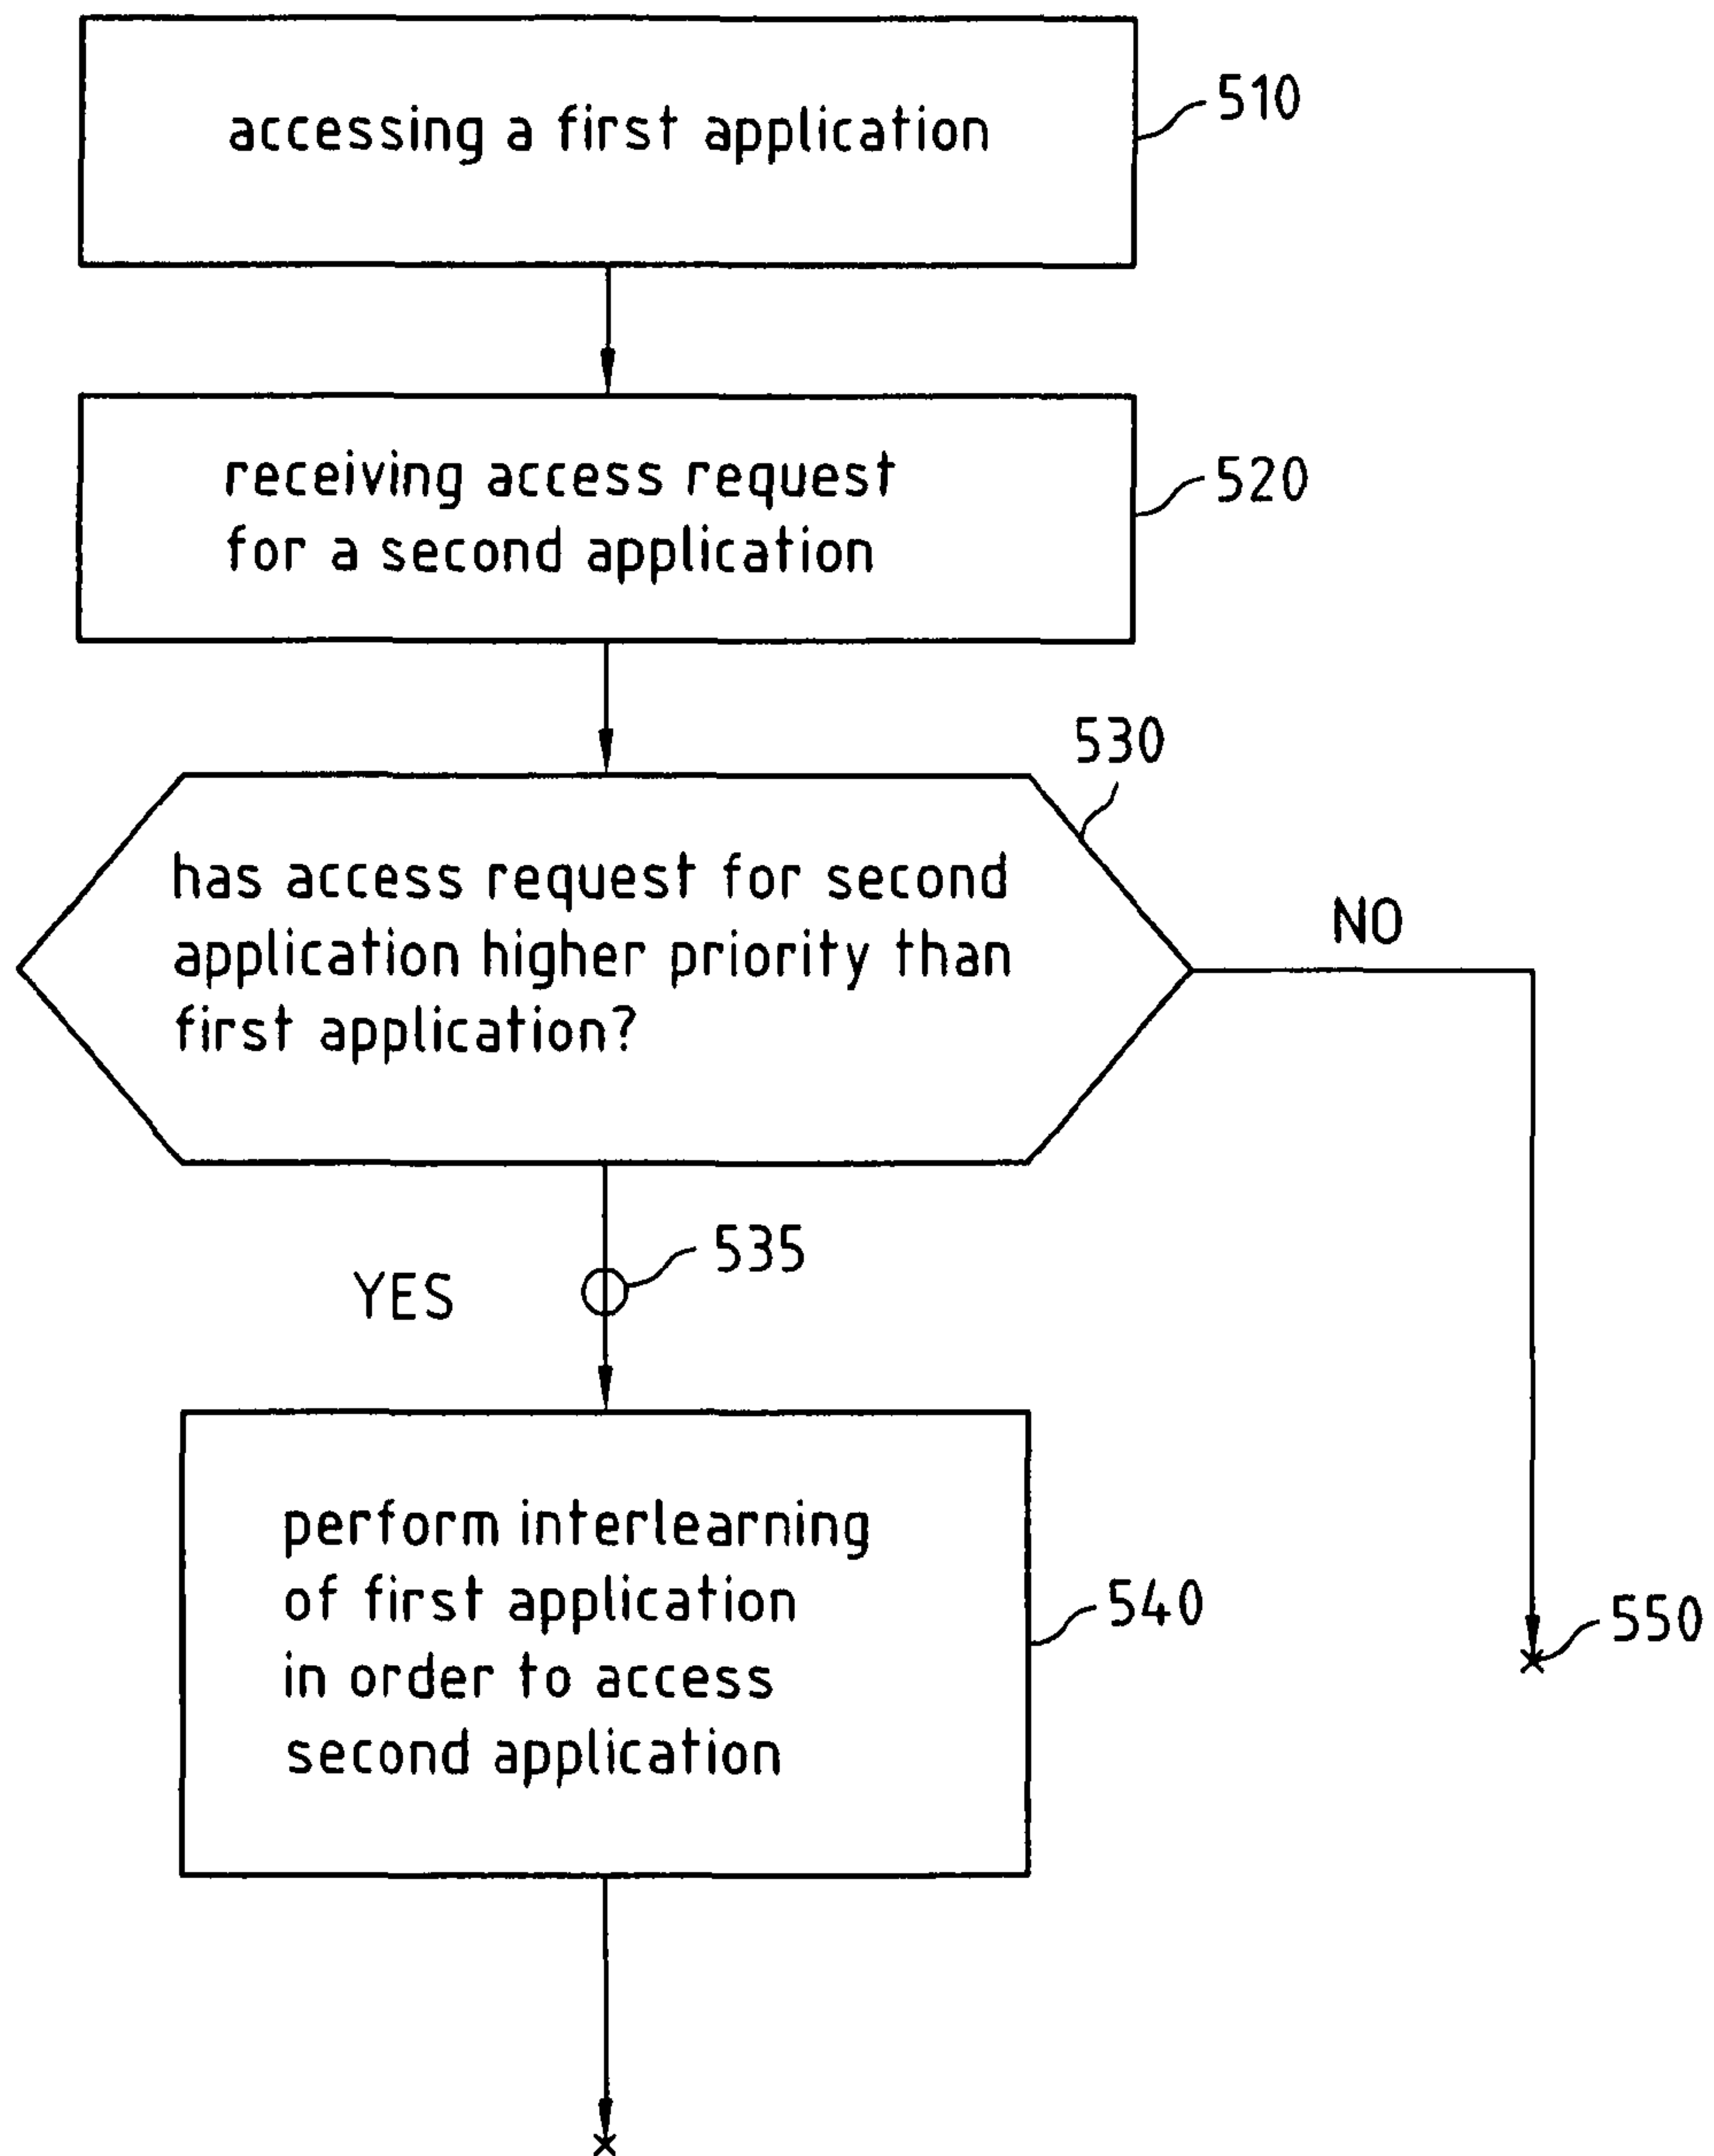 accessing a first application
510
receiving access request
for a second application
520
530
has access request for second
application higher priority than
first application?
NO
535
YES
perform interlearning
of first application
in order to access
second application
540
550